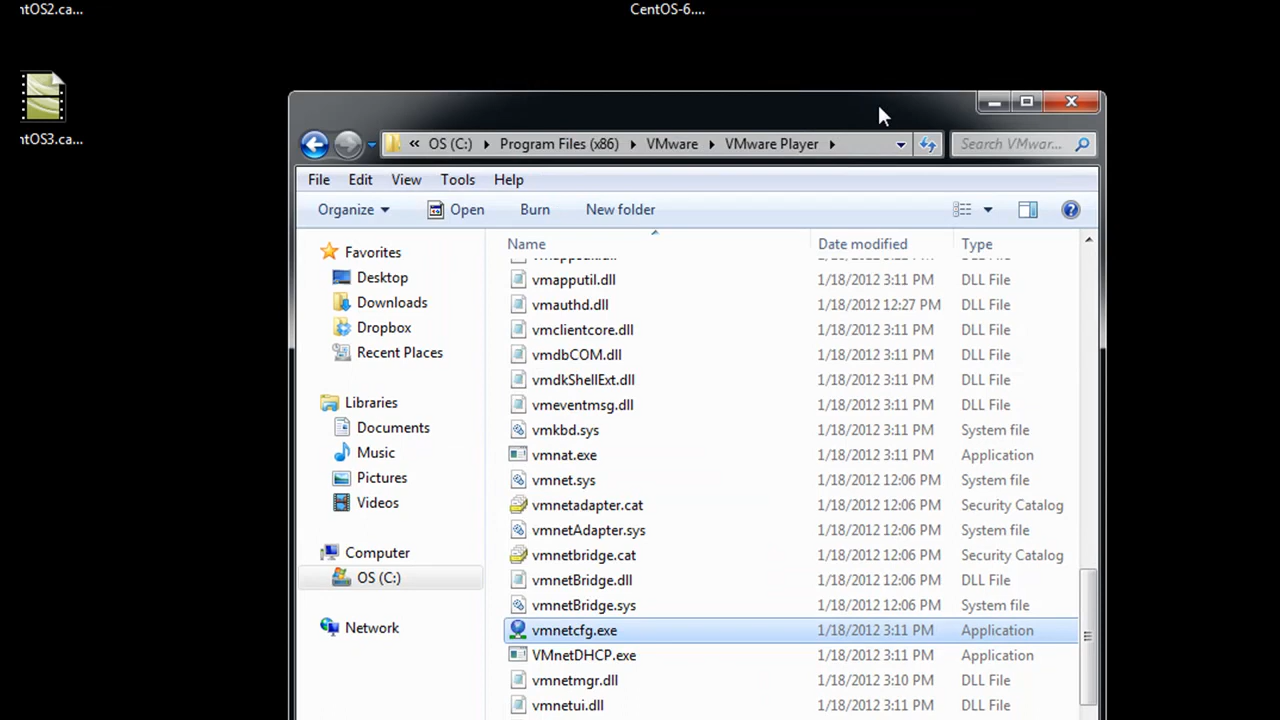 ntOS2.ca...
CentOS-6....
ntOS3.ca...
« OS (C:) Program Files (x86) VMware VMware Player
Search VMwar...
File Edit View Tools Help
Organize Open Burn New folder
Favorites
Desktop
Downloads
Dropbox
Recent Places
Libraries
Documents
Music
Pictures
Videos
Computer
OS (C:)
Network
Name Date modified Type
vmapputil.dll 1/18/2012 3:11 PM DLL File
vmauthd.dll 1/18/2012 12:27 PM DLL File
vmclientcore.dll 1/18/2012 3:11 PM DLL File
vmdbCOM.dll 1/18/2012 3:11 PM DLL File
vmdkShellExt.dll 1/18/2012 3:11 PM DLL File
vmeventmsg.dll 1/18/2012 3:11 PM DLL File
vmkbd.sys 1/18/2012 3:11 PM System file
vmnat.exe 1/18/2012 3:11 PM Application
vmnet.sys 1/18/2012 12:06 PM System file
vmnetadapter.cat 1/18/2012 12:06 PM Security Catalog
vmnetAdapter.sys 1/18/2012 12:06 PM System file
vmnetbridge.cat 1/18/2012 12:06 PM Security Catalog
vmnetBridge.dll 1/18/2012 12:06 PM DLL File
vmnetBridge.sys 1/18/2012 12:06 PM System file
vmnetcfg.exe 1/18/2012 3:11 PM Application
VMnetDHCP.exe 1/18/2012 3:11 PM Application
vmnetmgr.dll 1/18/2012 3:10 PM DLL File
vmnetui.dll 1/18/2012 3:11 PM DLL File